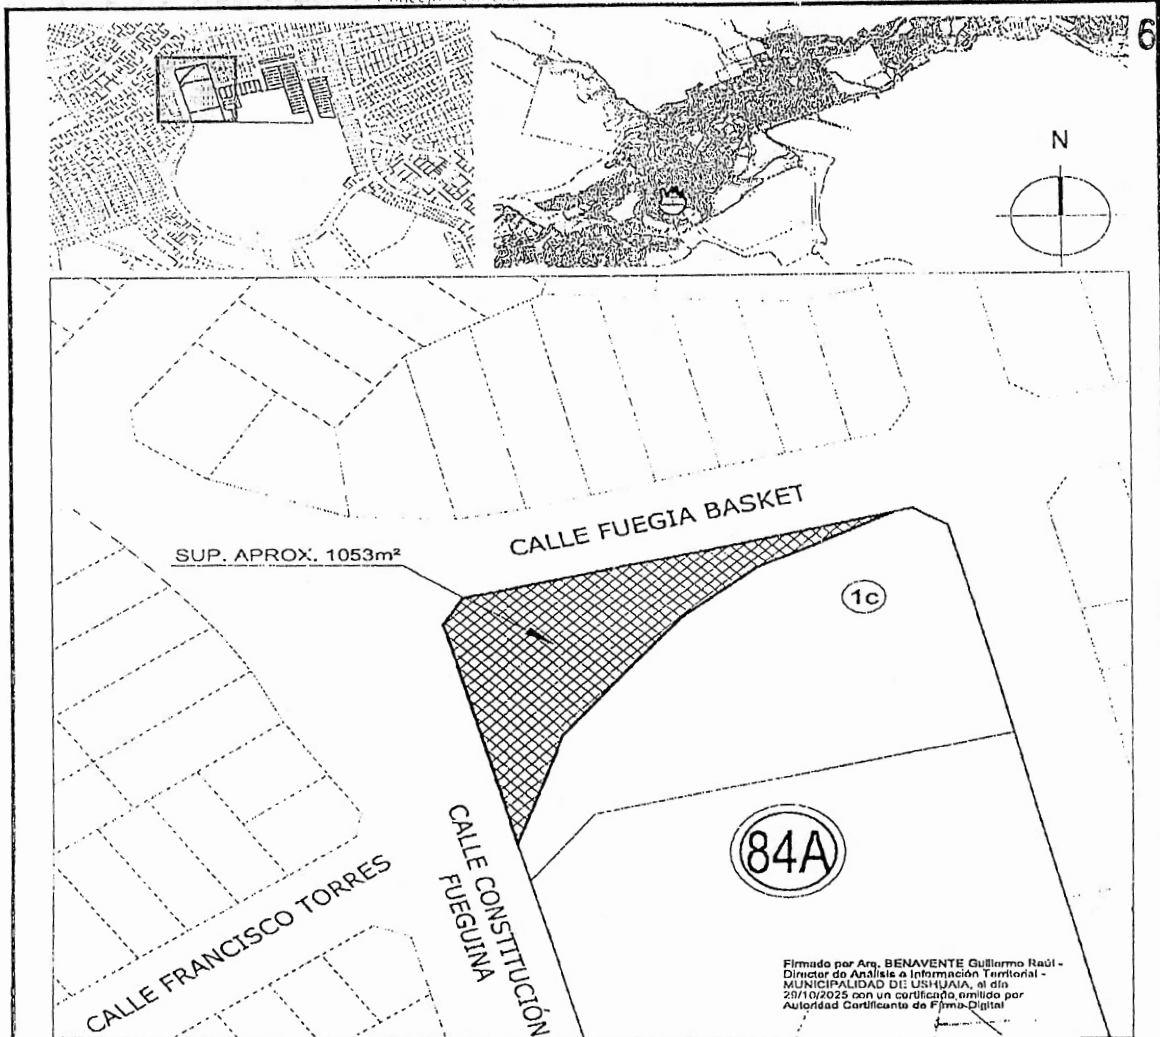 6
N
CALLE FUEGIA BASKET
SUP. APROX. 1053m²
1c
84A
CALLE CONSTITUCIÓN
FUEGUINA
CALLE FRANCISCO TORRES
Firmado por Arq. BENAVENTE Guillermo Raúl -
Director de Análisis e Información Territorial -
MUNICIPALIDAD DE USHUAIA, el día
29/10/2025 con un certificado emitido por
Autoridad Certificante de Firma Digital